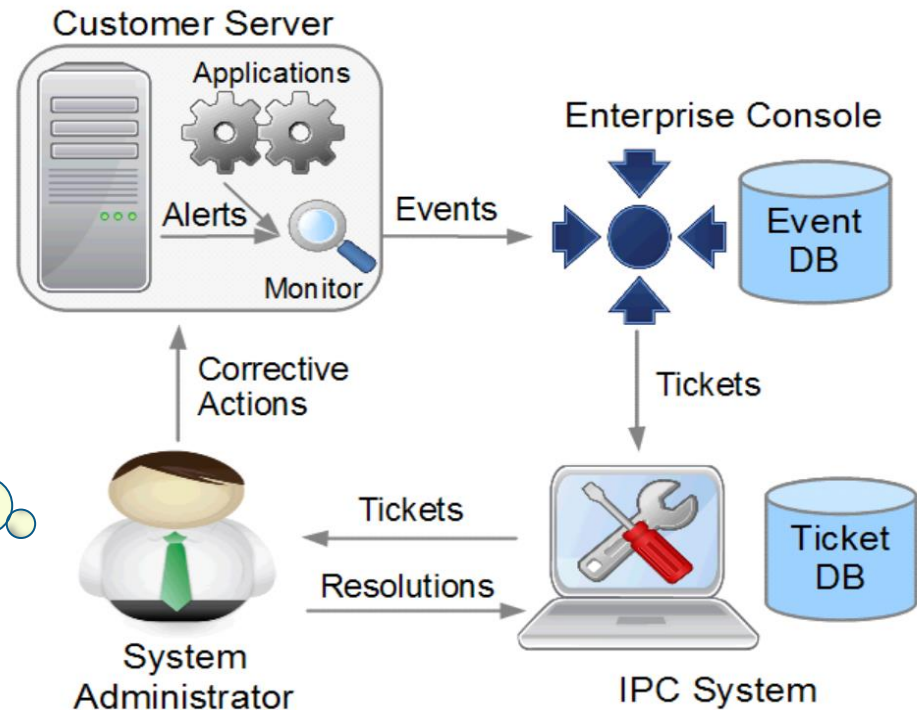 Customer Server
Applications
Alerts
Monitor
Events
Enterprise Console
Event
DB
Tickets
Corrective
Actions
Tickets
Resolutions
Ticket
DB
System
Administrator
IPC System